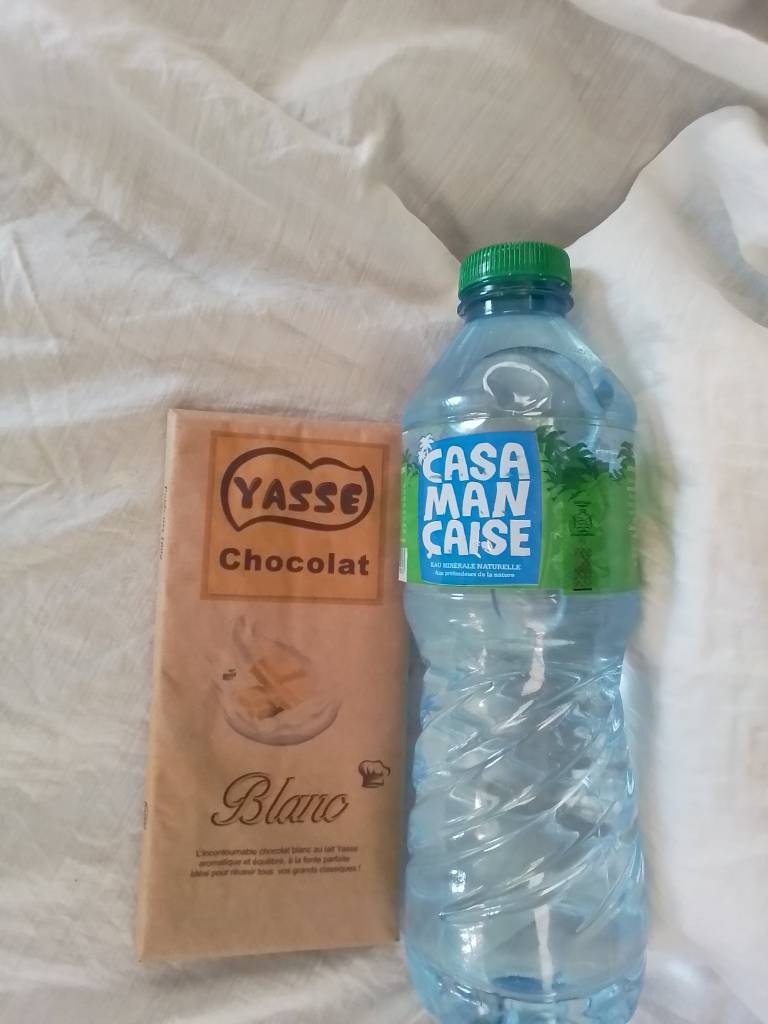 YASSE
Chocolat
Blanc
L'incontournable chocolat blanc au lait Yasse
aromatique et équilibré, à la fonte parfaite
Idéal pour réussir tous vos grands classiques !
CASA
MAN
ÇAISE
EAU MINÉRALE NATURELLE
Aux profondeurs de la nature